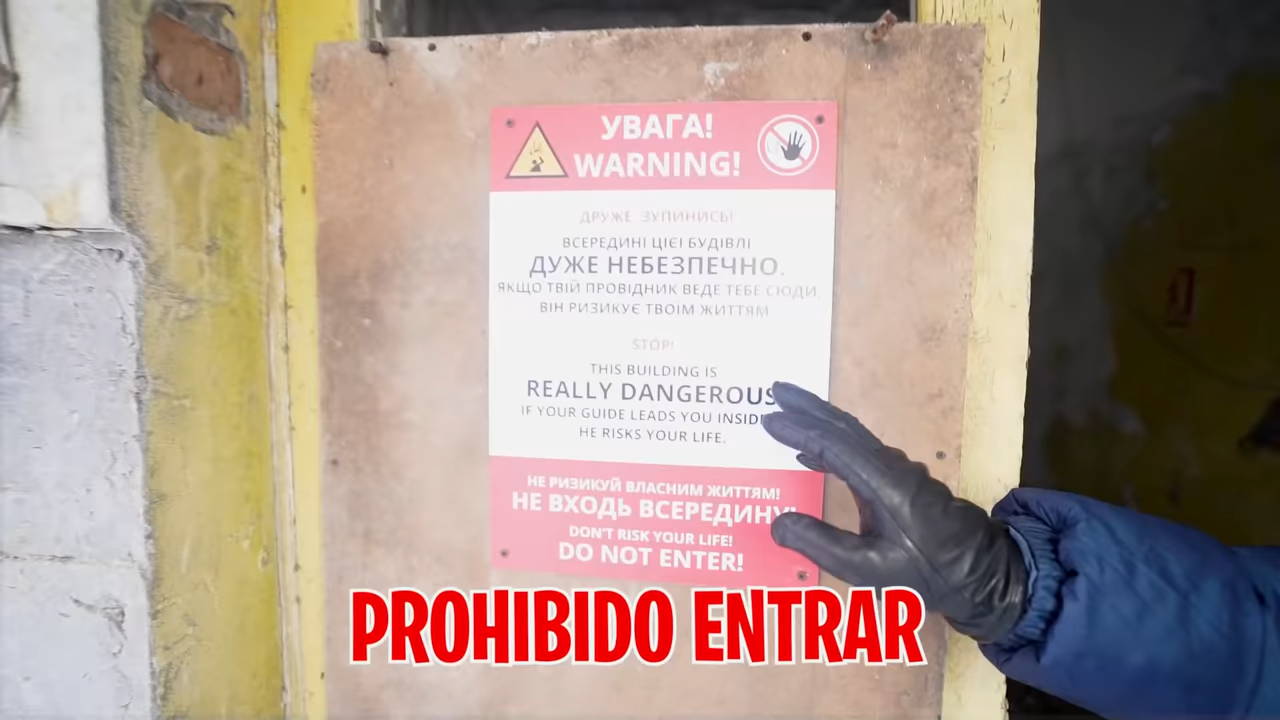 УВАГА!
WARNING!
ДРУЖЕ, ЗУПИНИСЬ!
ВСЕРЕДИНІ ЦІЄЇ БУДІВЛІ
ДУЖЕ НЕБЕЗПЕЧНО.
ЯКЩО ТВІЙ ПРОВІДНИК ВЕДЕ ТЕБЕ СЮДИ,
ВІН РИЗИКУЄ ТВОЇМ ЖИТТЯМ
STOP!
THIS BUILDING IS
REALLY DANGEROUS
IF YOUR GUIDE LEADS YOU INSIDE
HE RISKS YOUR LIFE.
НЕ РИЗИКУЙ ВЛАСНИМ ЖИТТЯМ!
НЕ ВХОДЬ ВСЕРЕДИНУ!
DON'T RISK YOUR LIFE!
DO NOT ENTER!
PROHIBIDO ENTRAR